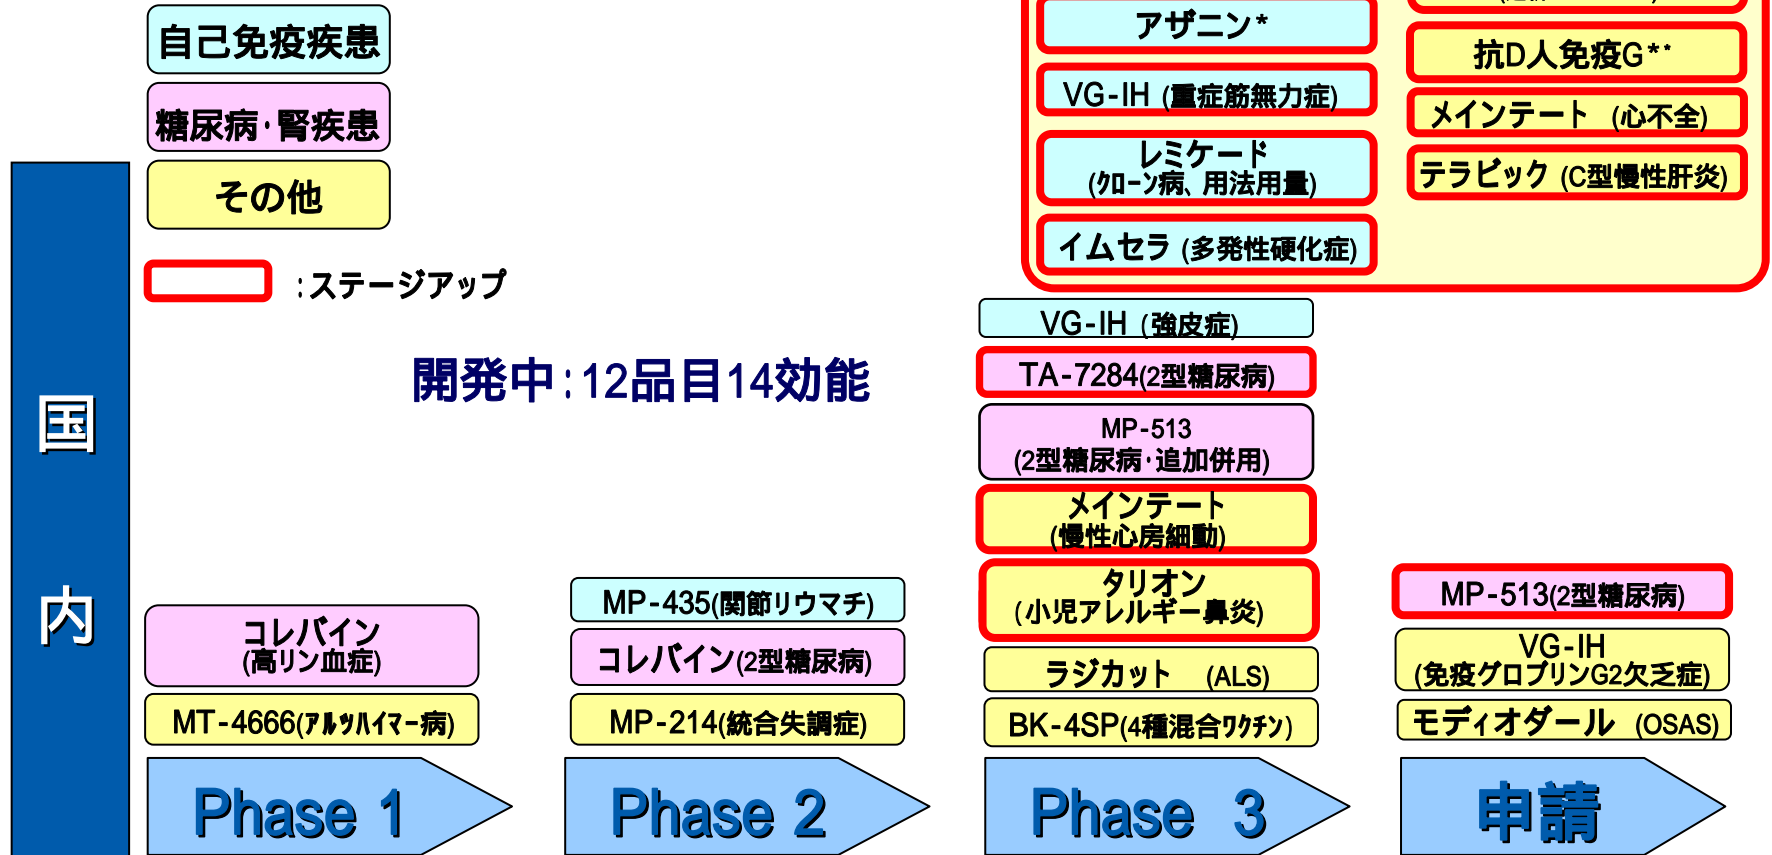 自己免疫疾患
糖尿病・腎疾患
その他
：ステージアップ
国内
開発中：12品目14効能
アザニン*
VG-IH (重症筋無力症)
レミケード
(クローン病、用法用量)
イムセラ (多発性硬化症)
抗D人免疫G**
メインテート (心不全)
テラビック (C型慢性肝炎)
コレバイン
(高リン血症)
MT-4666(アルツハイマー病)
Phase 1
MP-435(関節リウマチ)
コレバイン(2型糖尿病)
MP-214(統合失調症)
Phase 2
VG-IH (強皮症)
TA-7284(2型糖尿病)
MP-513
(2型糖尿病・追加併用)
メインテート
(慢性心房細動)
タリオン
(小児アレルギー鼻炎)
ラジカット (ALS)
BK-4SP(4種混合ワクチン)
Phase 3
MP-513(2型糖尿病)
VG-IH
(免疫グロブリンG2欠乏症)
モディオダール (OSAS)
申請